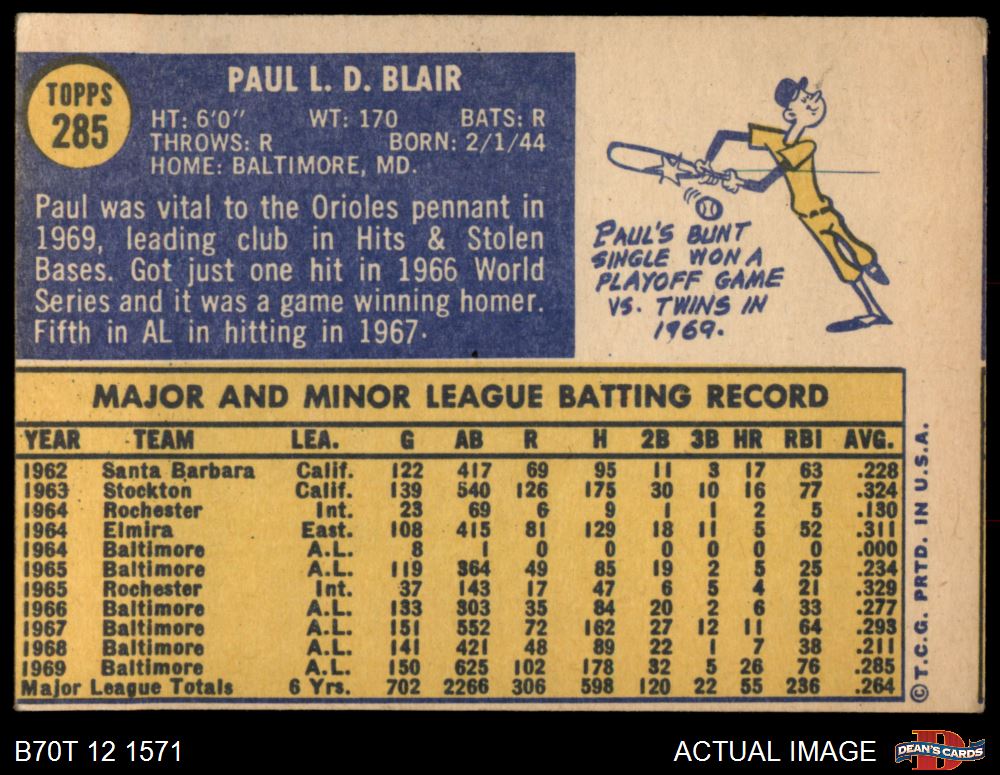 TOPPS
285
PAUL L. D. BLAIR
HT: 6'0" WT: 170 BATS: R
THROWS: R BORN: 2/1/44
HOME: BALTIMORE, MD.
Paul was vital to the Orioles pennant in
1969, leading club in Hits & Stolen
Bases. Got just one hit in 1966 World
Series and it was a game winning homer.
Fifth in AL in hitting in 1967.
PAUL'S BUNT
SINGLE WON A
PLAYOFF GAME
VS. TWINS IN
1969.
MAJOR AND MINOR LEAGUE BATTING RECORD
YEAR TEAM LEA. G AB R H 2B 3B HR RBI AVG.
1962 Santa Barbara Calif. 122 417 69 95 11 3 17 63 .228
1963 Stockton Calif. 139 540 126 175 30 10 16 77 .324
1964 Rochester Int. 23 69 6 9 1 1 2 5 .130
1964 Elmira East. 108 415 81 129 18 11 5 52 .311
1964 Baltimore A.L. 8 1 0 0 0 0 0 0 .000
1965 Baltimore A.L. 119 364 49 85 19 2 5 25 .234
1965 Rochester Int. 37 143 17 47 6 5 4 21 .329
1966 Baltimore A.L. 133 303 35 84 20 2 6 33 .277
1967 Baltimore A.L. 151 552 72 162 27 12 11 64 .293
1968 Baltimore A.L. 141 421 48 89 22 1 7 38 .211
1969 Baltimore A.L. 150 625 102 178 32 5 26 76 .285
Major League Totals 6 Yrs. 702 2266 306 598 120 22 55 236 .264
© T.C.G. PRTD. IN U.S.A.
B70T 12 1571
ACTUAL IMAGE
DEAN'S CARDS